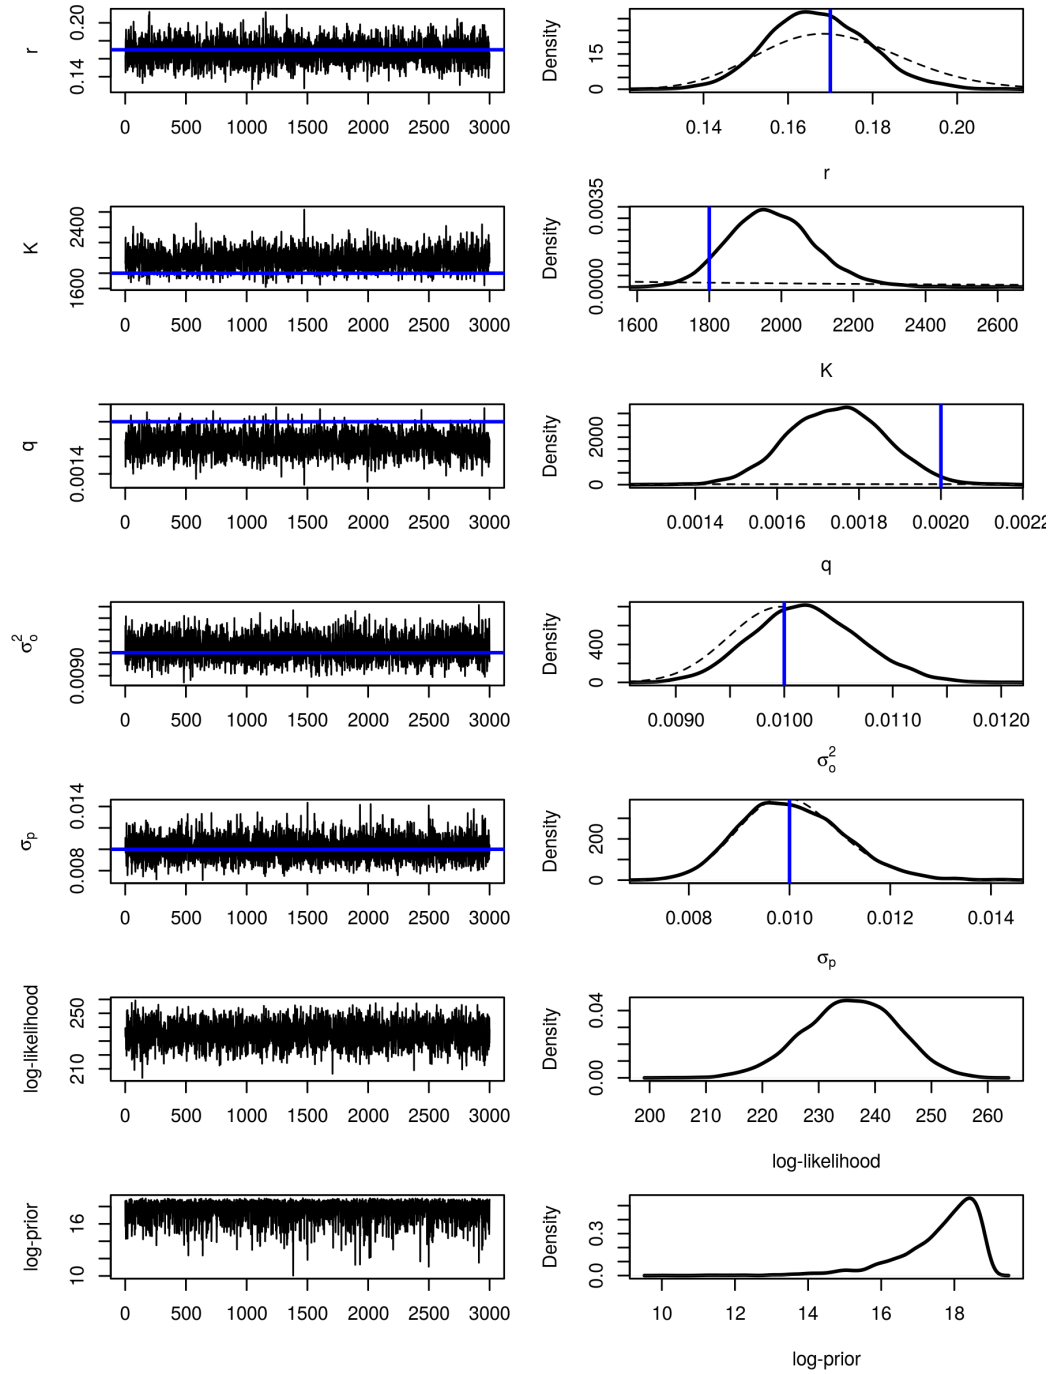 r
0.14 0.20
0 500 1000 1500 2000 2500 3000
Density
0 15
0.14 0.16 0.18 0.20
r
K
1600 2400
0 500 1000 1500 2000 2500 3000
Density
0.0000 0.0035
1600 1800 2000 2200 2400 2600
K
q
0.0014
0 500 1000 1500 2000 2500 3000
Density
0 2000
0.0014 0.0016 0.0018 0.0020 0.0022
q
σ²ₒ
0.0090
0 500 1000 1500 2000 2500 3000
Density
0 400
0.0090 0.0100 0.0110 0.0120
σ²ₒ
σₚ
0.008 0.014
0 500 1000 1500 2000 2500 3000
Density
0 200
0.008 0.010 0.012 0.014
σₚ
log-likelihood
210 250
0 500 1000 1500 2000 2500 3000
Density
0.00 0.04
200 210 220 230 240 250 260
log-likelihood
log-prior
10 16
0 500 1000 1500 2000 2500 3000
Density
0.0 0.3
10 12 14 16 18
log-prior